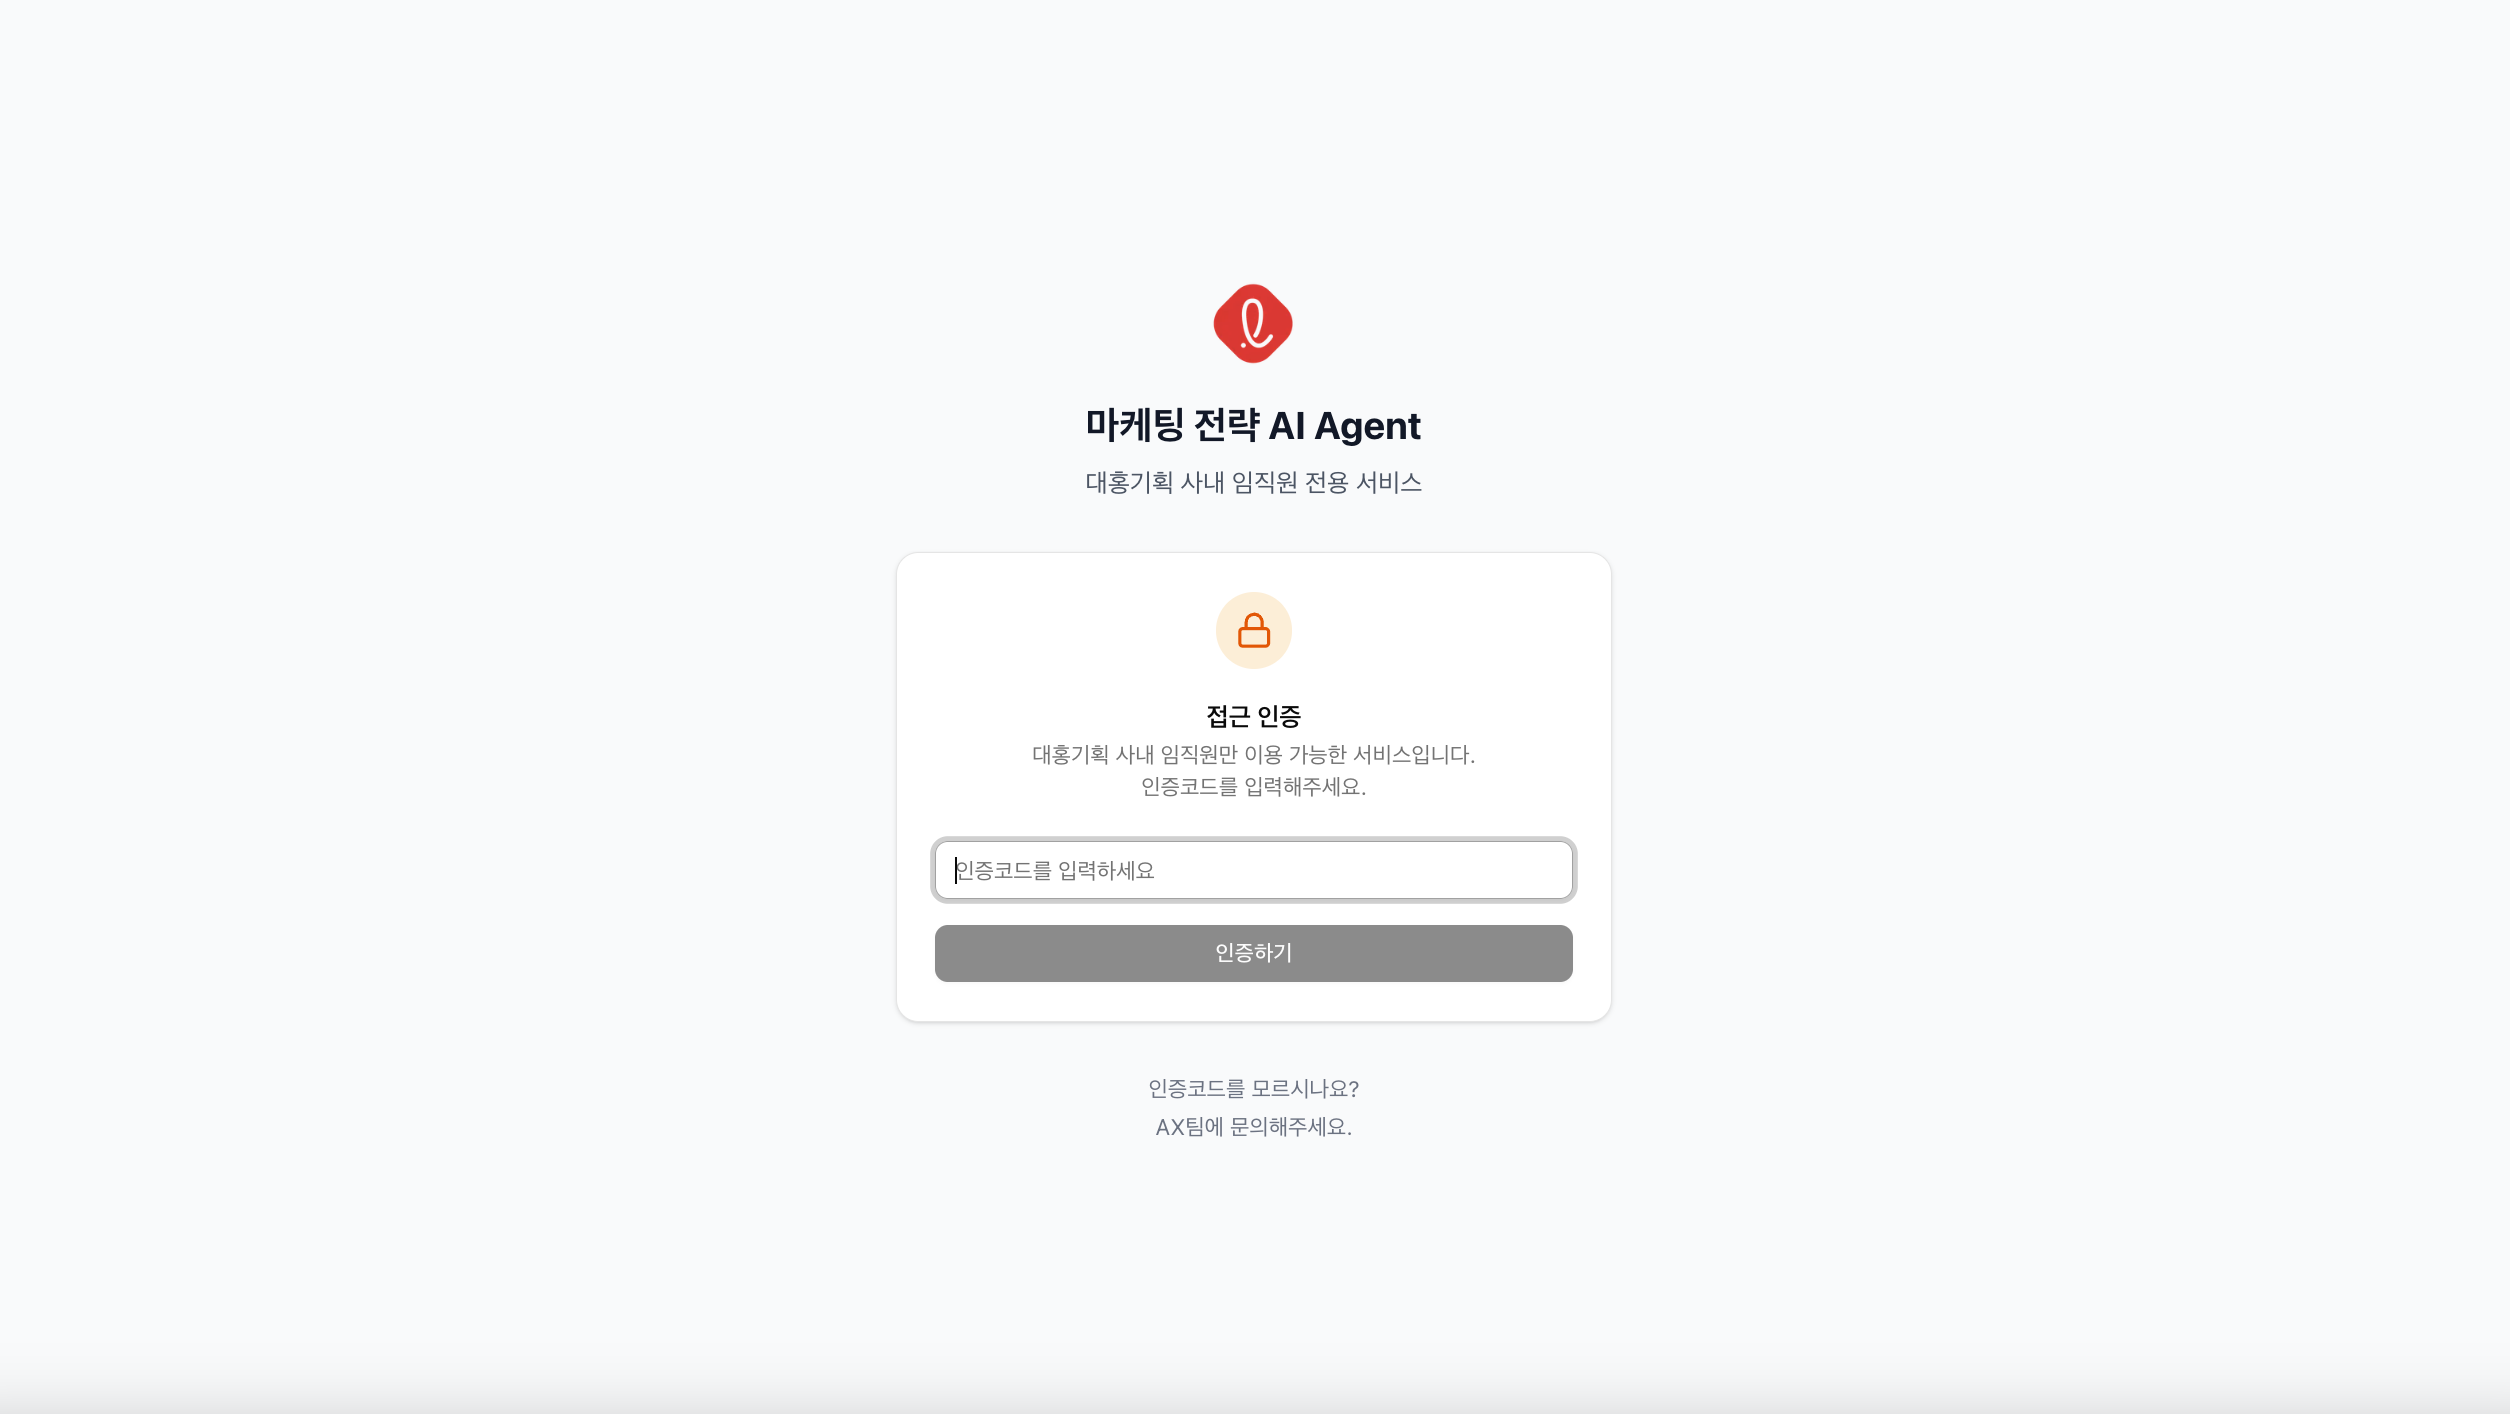 마케팅 전략 AI Agent
대홍기획 사내 임직원 전용 서비스
접근 인증
대홍기획 사내 임직원만 이용 가능한 서비스입니다.
인증코드를 입력해주세요.
인증코드를 입력하세요
인증하기
인증코드를 모르시나요?
AX팀에 문의해주세요.